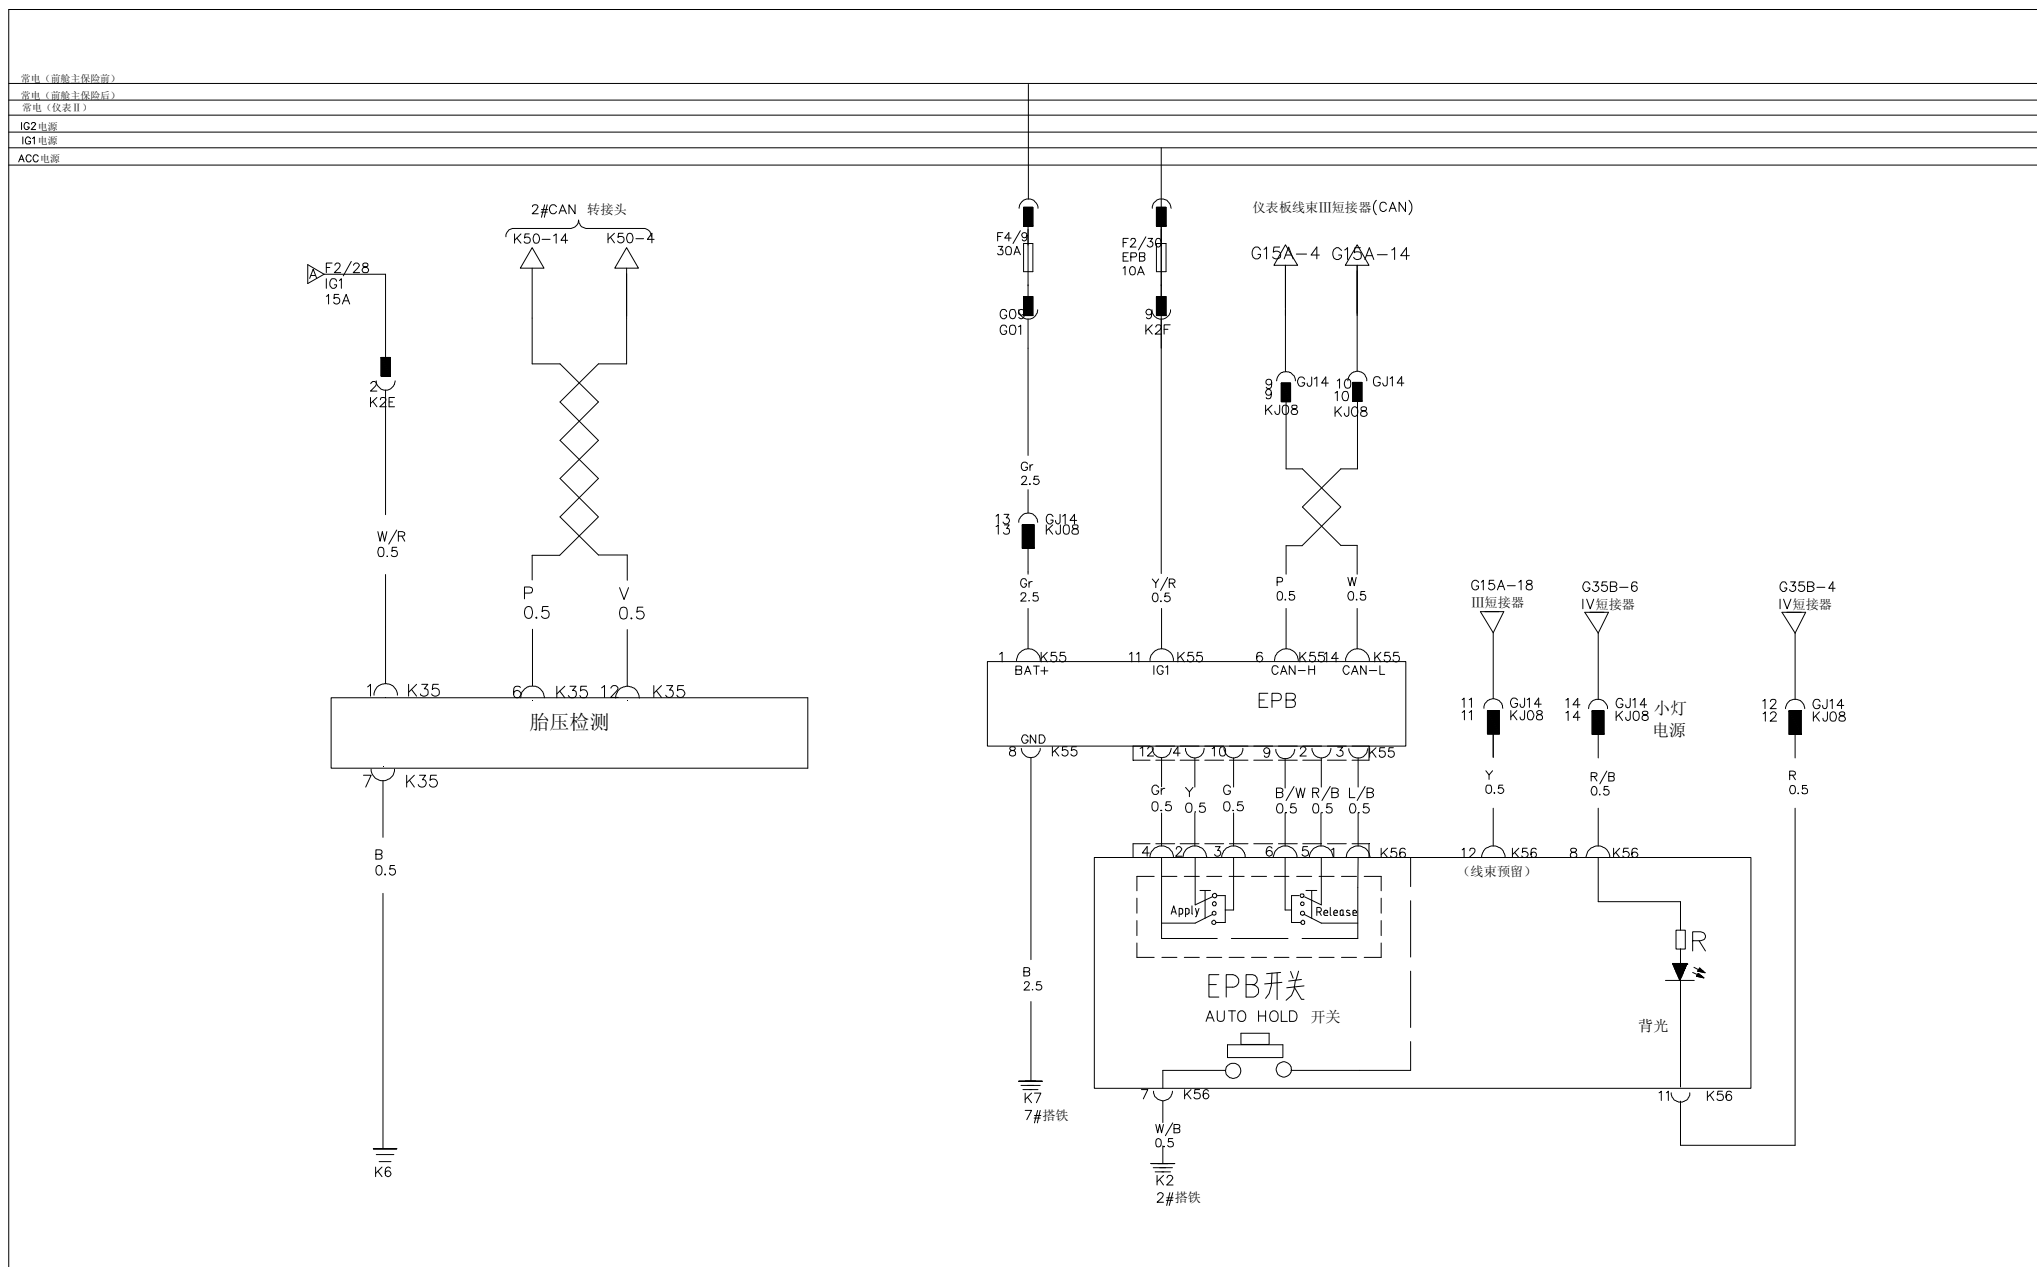 常电（前舱主保险前）
常电（前舱主保险后）
常电（仪表Ⅱ）
IG2电源
IG1电源
ACC电源
2#CAN 转接头
K50-14
K50-4
A
F2/28
IG1
15A
2
K2E
W/R
0.5
P
0.5
V
0.5
1
K35
6
K35
12
K35
胎压检测
7
K35
B
0.5
K6
F4/9
30A
G09
G01
Gr
2.5
13
GJ14
13
KJ08
Gr
2.5
F2/30
EPB
10A
9
K2F
Y/R
0.5
仪表板线束Ⅲ短接器(CAN)
G15A-4
G15A-14
9
GJ14
9
KJ08
10
GJ14
10
KJ08
P
0.5
W
0.5
1
K55
11
K55
6
K55
14
K55
BAT+
IG1
CAN-H
CAN-L
EPB
GND
8
K55
12
4
10
9
2
3
K55
Gr
0.5
Y
0.5
G
0.5
B/W
0.5
R/B
0.5
L/B
0.5
4
2
3
6
5
1
K56
Apply
Release
EPB开关
AUTO HOLD 开关
B
2.5
K7
7#搭铁
7
K56
W/B
0.5
K2
2#搭铁
G15A-18
Ⅲ短接器
G35B-6
Ⅳ短接器
G35B-4
Ⅳ短接器
11
GJ14
11
KJ08
14
GJ14
14
KJ08
小灯
电源
12
GJ14
12
KJ08
Y
0.5
R/B
0.5
R
0.5
12
K56
（线束预留）
8
K56
R
背光
11
K56